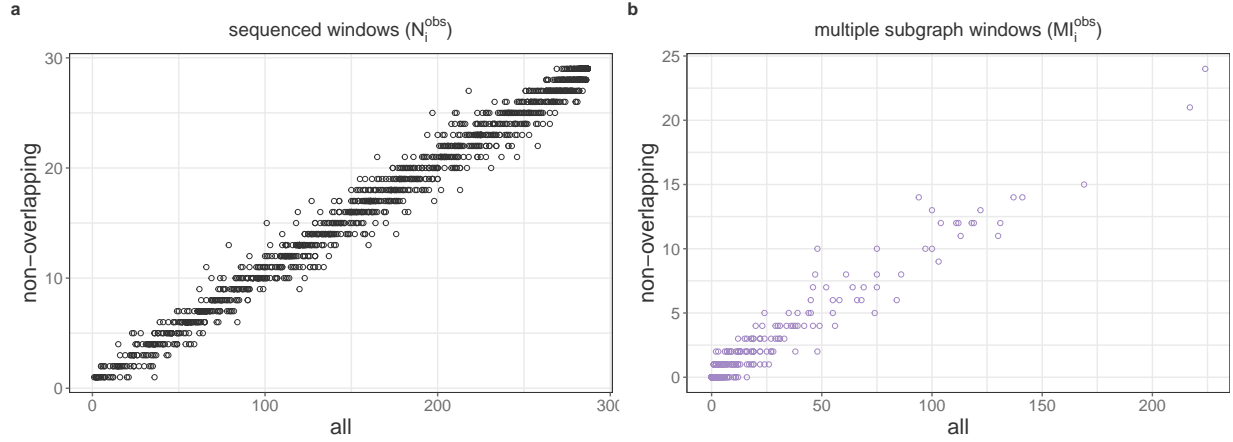 a
sequenced windows (N_i^obs)
non−overlapping
30
20
10
0
0 100 200 300
all
b
multiple subgraph windows (MI_i^obs)
non−overlapping
25
20
15
10
5
0
0 50 100 150 200
all